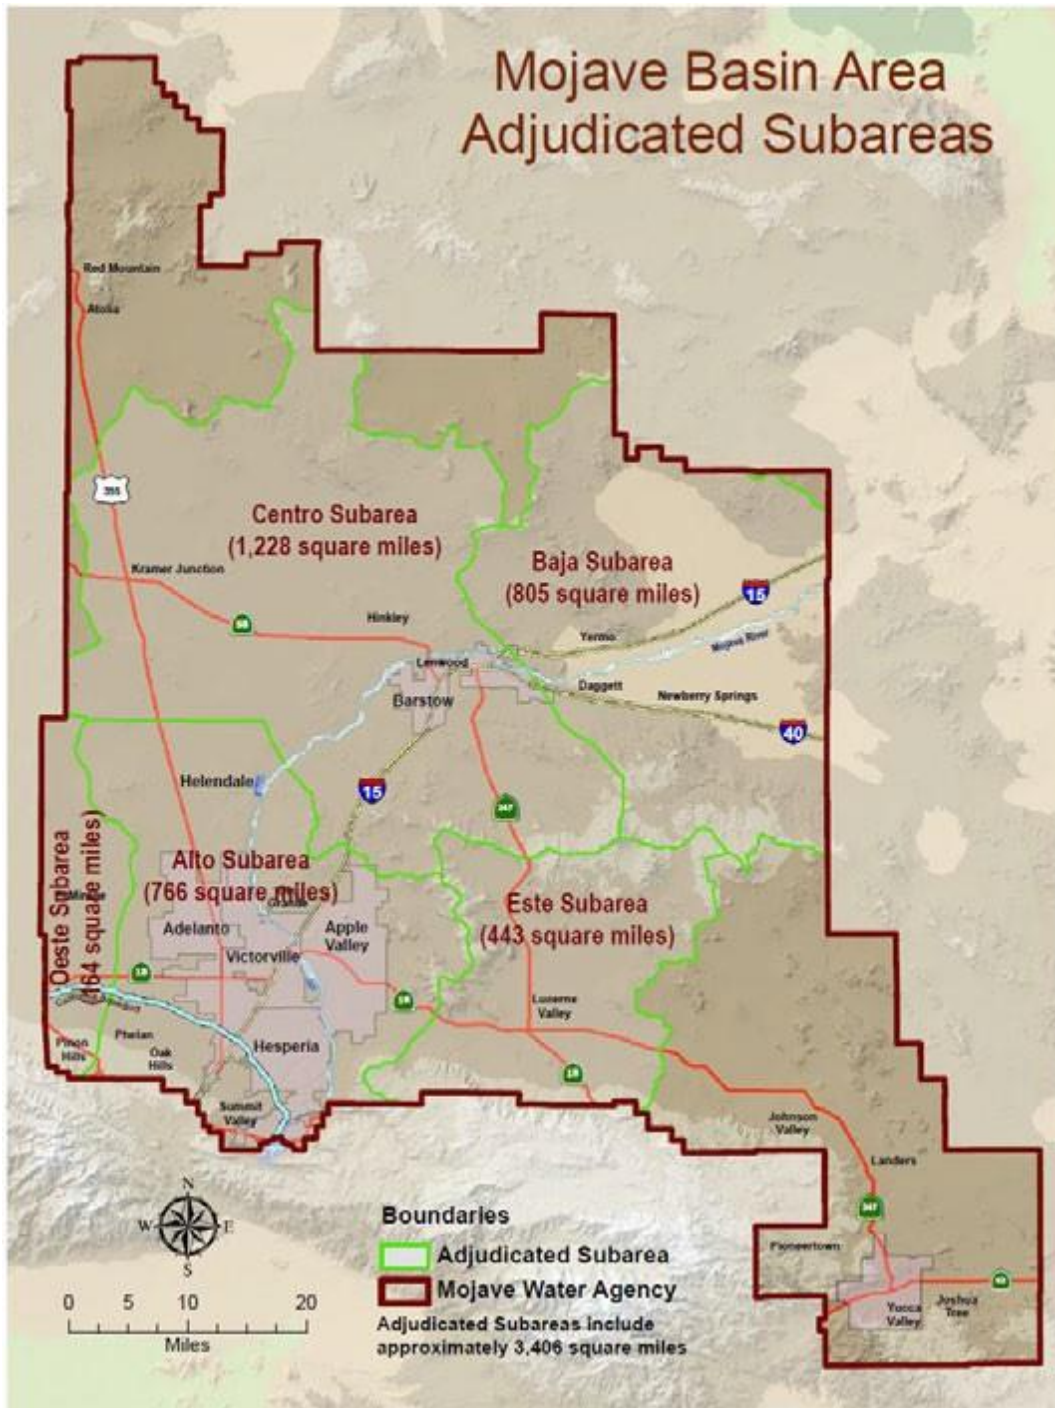 Mojave Basin Area
Adjudicated Subareas
Red Mountain
Atolia
395
Centro Subarea
(1,228 square miles)
Kramer Junction
58
Hinkley
Baja Subarea
(805 square miles)
15
Yermo
Mojave River
Lenwood
Daggett
Barstow
Newberry Springs
40
Helendale
15
247
Oeste Subarea
164 square miles)
Alto Subarea
(766 square miles)
Este Subarea
(443 square miles)
Adelanto
Apple
Valley
Victorville
18
18
Lucerne
Valley
Pinon
Hills
Phelan
Oak
Hills
Hesperia
18
Summit
Valley
Johnson
Valley
Landers
247
Pioneertown
62
Joshua
Tree
Yucca
Valley
N
W
E
S
0 5 10 20
Miles
Boundaries
Adjudicated Subarea
Mojave Water Agency
Adjudicated Subareas include
approximately 3,406 square miles